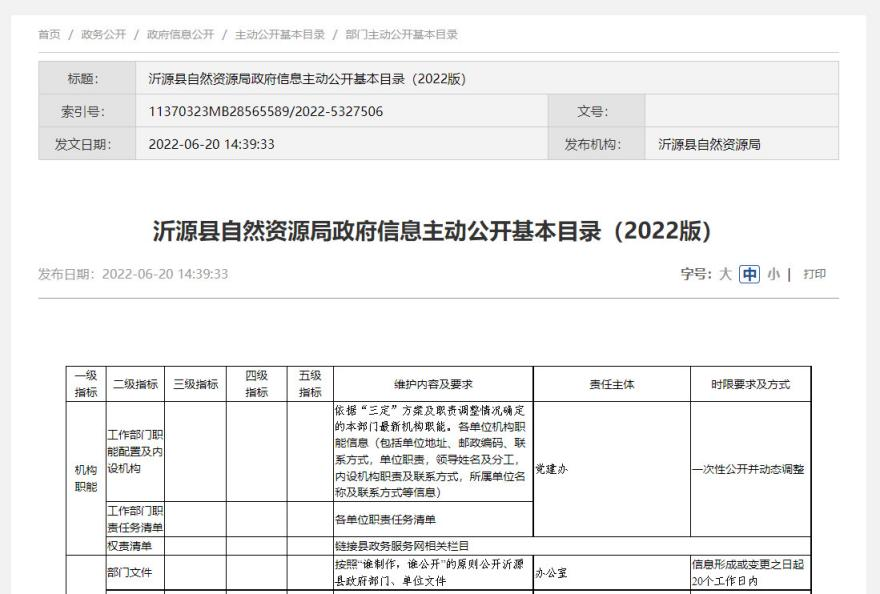 首页 / 政务公开 / 政府信息公开 / 主动公开基本目录 / 部门主动公开基本目录
标题： 沂源县自然资源局政府信息主动公开基本目录（2022版）
索引号： 11370323MB28565589/2022-5327506 文号：
发文日期： 2022-06-20 14:39:33 发布机构： 沂源县自然资源局
沂源县自然资源局政府信息主动公开基本目录（2022版）
发布日期：2022-06-20 14:39:33 字号：大 中 小 | 打印
一级
指标
二级指标
三级指标
四级
指标
五级
指标
维护内容及要求
责任主体
时限要求及方式
机构
职能
工作部门职
能配置及内
设机构
依据“三定”方案及职责调整情况确定
的本部门最新机构职能。各单位机构职
能信息（包括单位地址、邮政编码、联
系方式，单位职责，领导姓名及分工，
内设机构职责及联系方式，所属单位名
称及联系方式等信息）
党建办
一次性公开并动态调整
工作部门职
责任务清单
各单位职责任务清单
权责清单
链接县政务服务网相关栏目
部门文件
按照“谁制作，谁公开”的原则公开沂源
县政府部门、单位文件
办公室
信息形成或变更之日起
20个工作日内